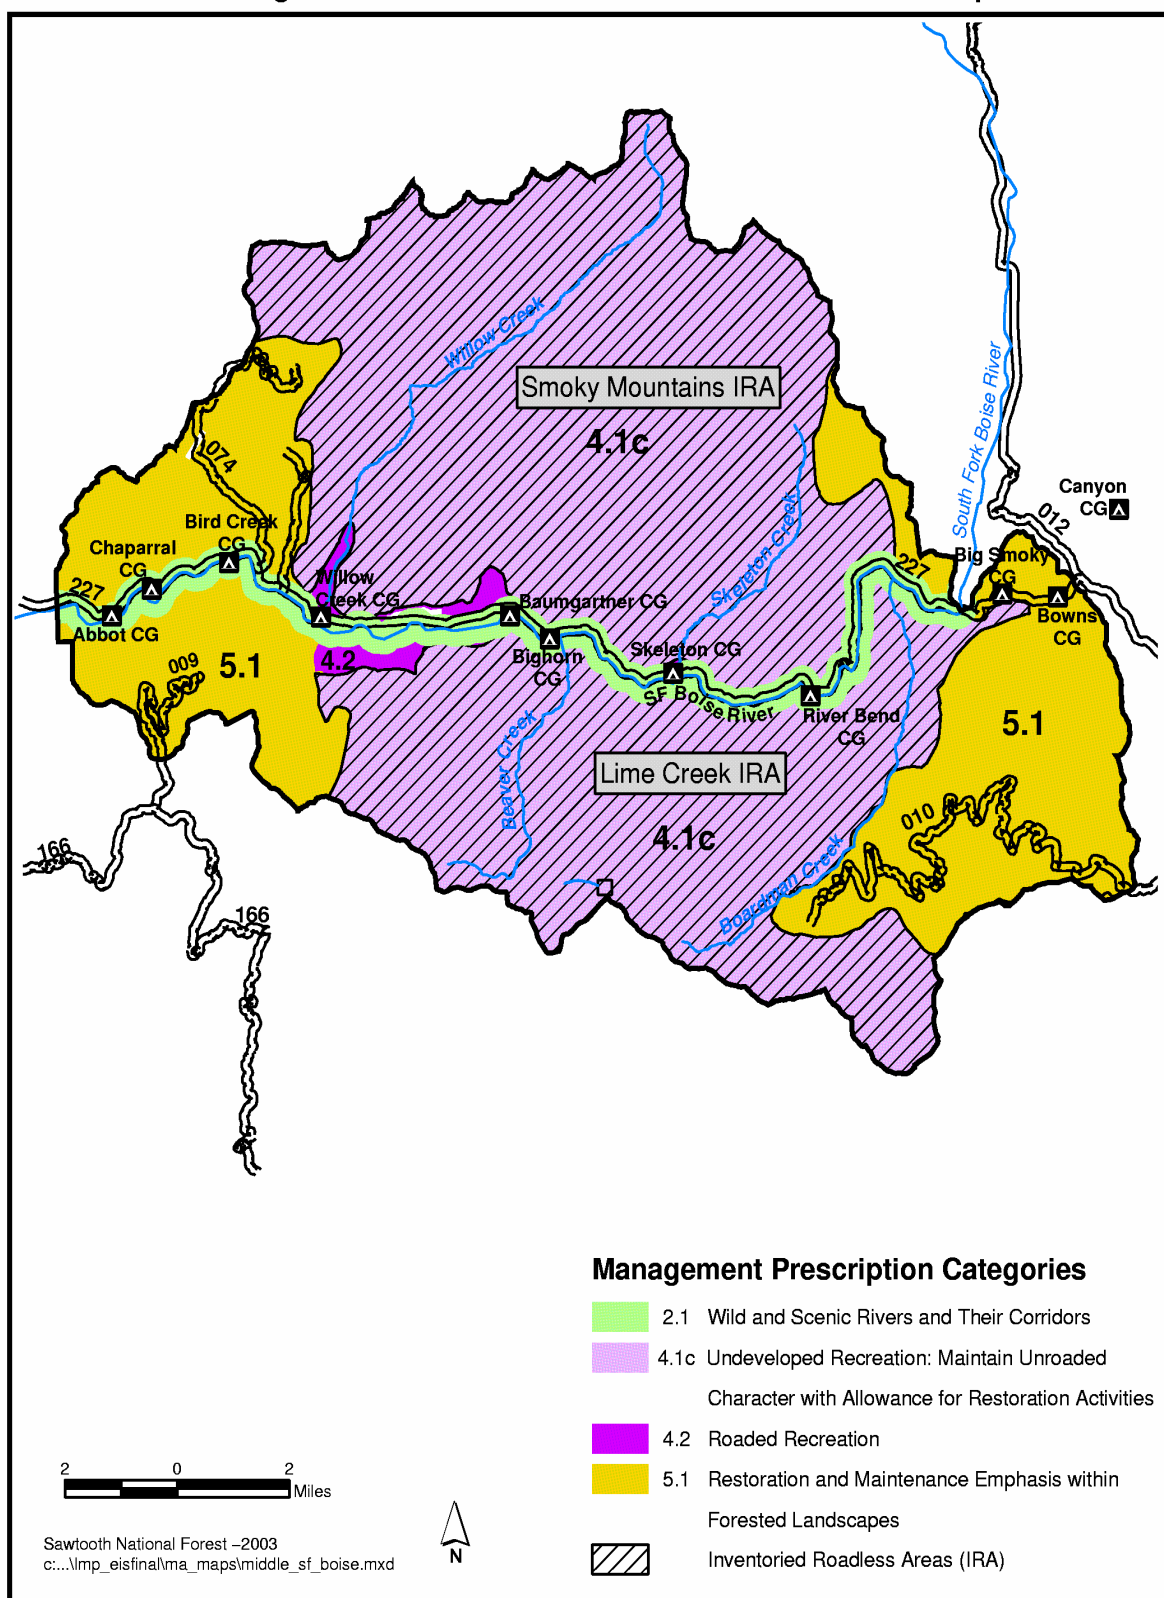 Willow Creek
Smoky Mountains IRA
4.1c
South Fork Boise River
074
Canyon
CG
012
Bird Creek
CG
Skeleton Creek
Chaparral
CG
227
Big Smoky
CG
227
Willow
Creek CG
Baumgartner CG
Bowns
CG
Abbot CG
Bighorn
CG
Skeleton CG
009
5.1
4.2
SF Boise River
River Bend
CG
5.1
Beaver Creek
Lime Creek IRA
010
4.1c
166
Boardman Creek
166
Management Prescription Categories
2.1 Wild and Scenic Rivers and Their Corridors
4.1c Undeveloped Recreation: Maintain Unroaded
Character with Allowance for Restoration Activities
4.2 Roaded Recreation
5.1 Restoration and Maintenance Emphasis within
Forested Landscapes
Inventoried Roadless Areas (IRA)
2 0 2
Miles
N
Sawtooth National Forest –2003
c:...\lmp_eisfinal\ma_maps\middle_sf_boise.mxd